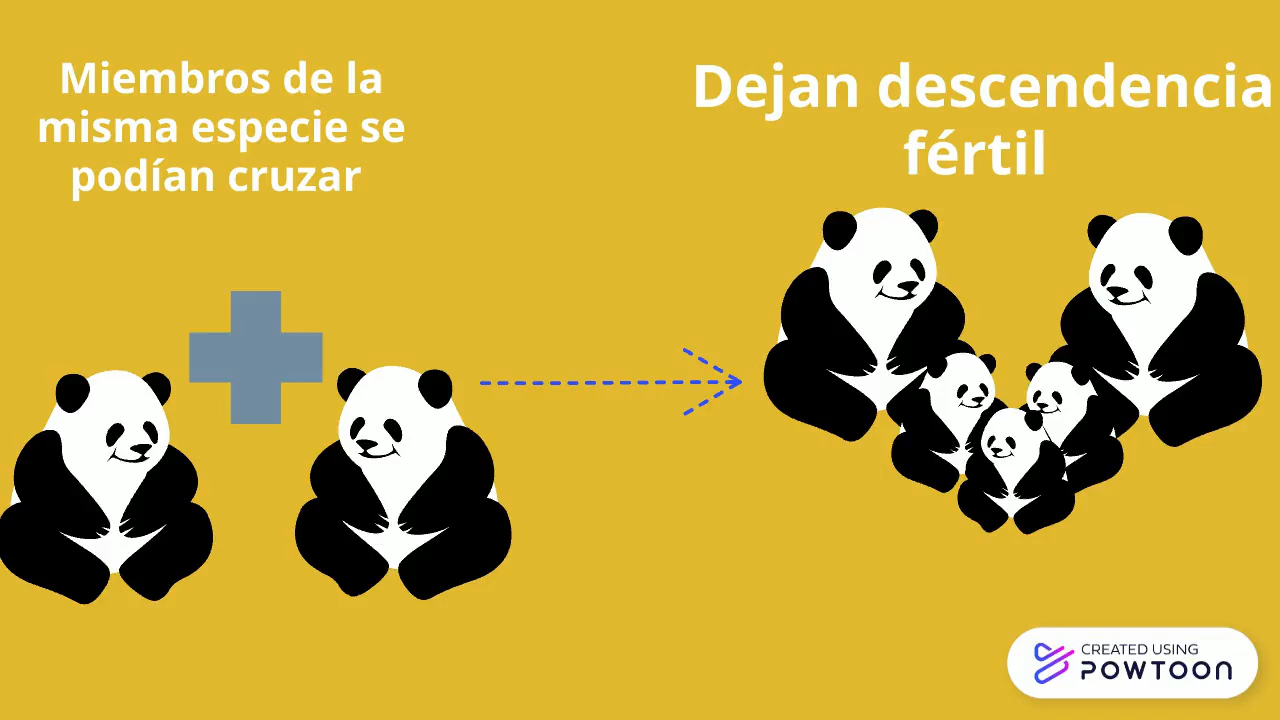 Miembros de la
misma especie se
podían cruzar
Dejan descendencia
fértil
CREATED USING
POWTOON